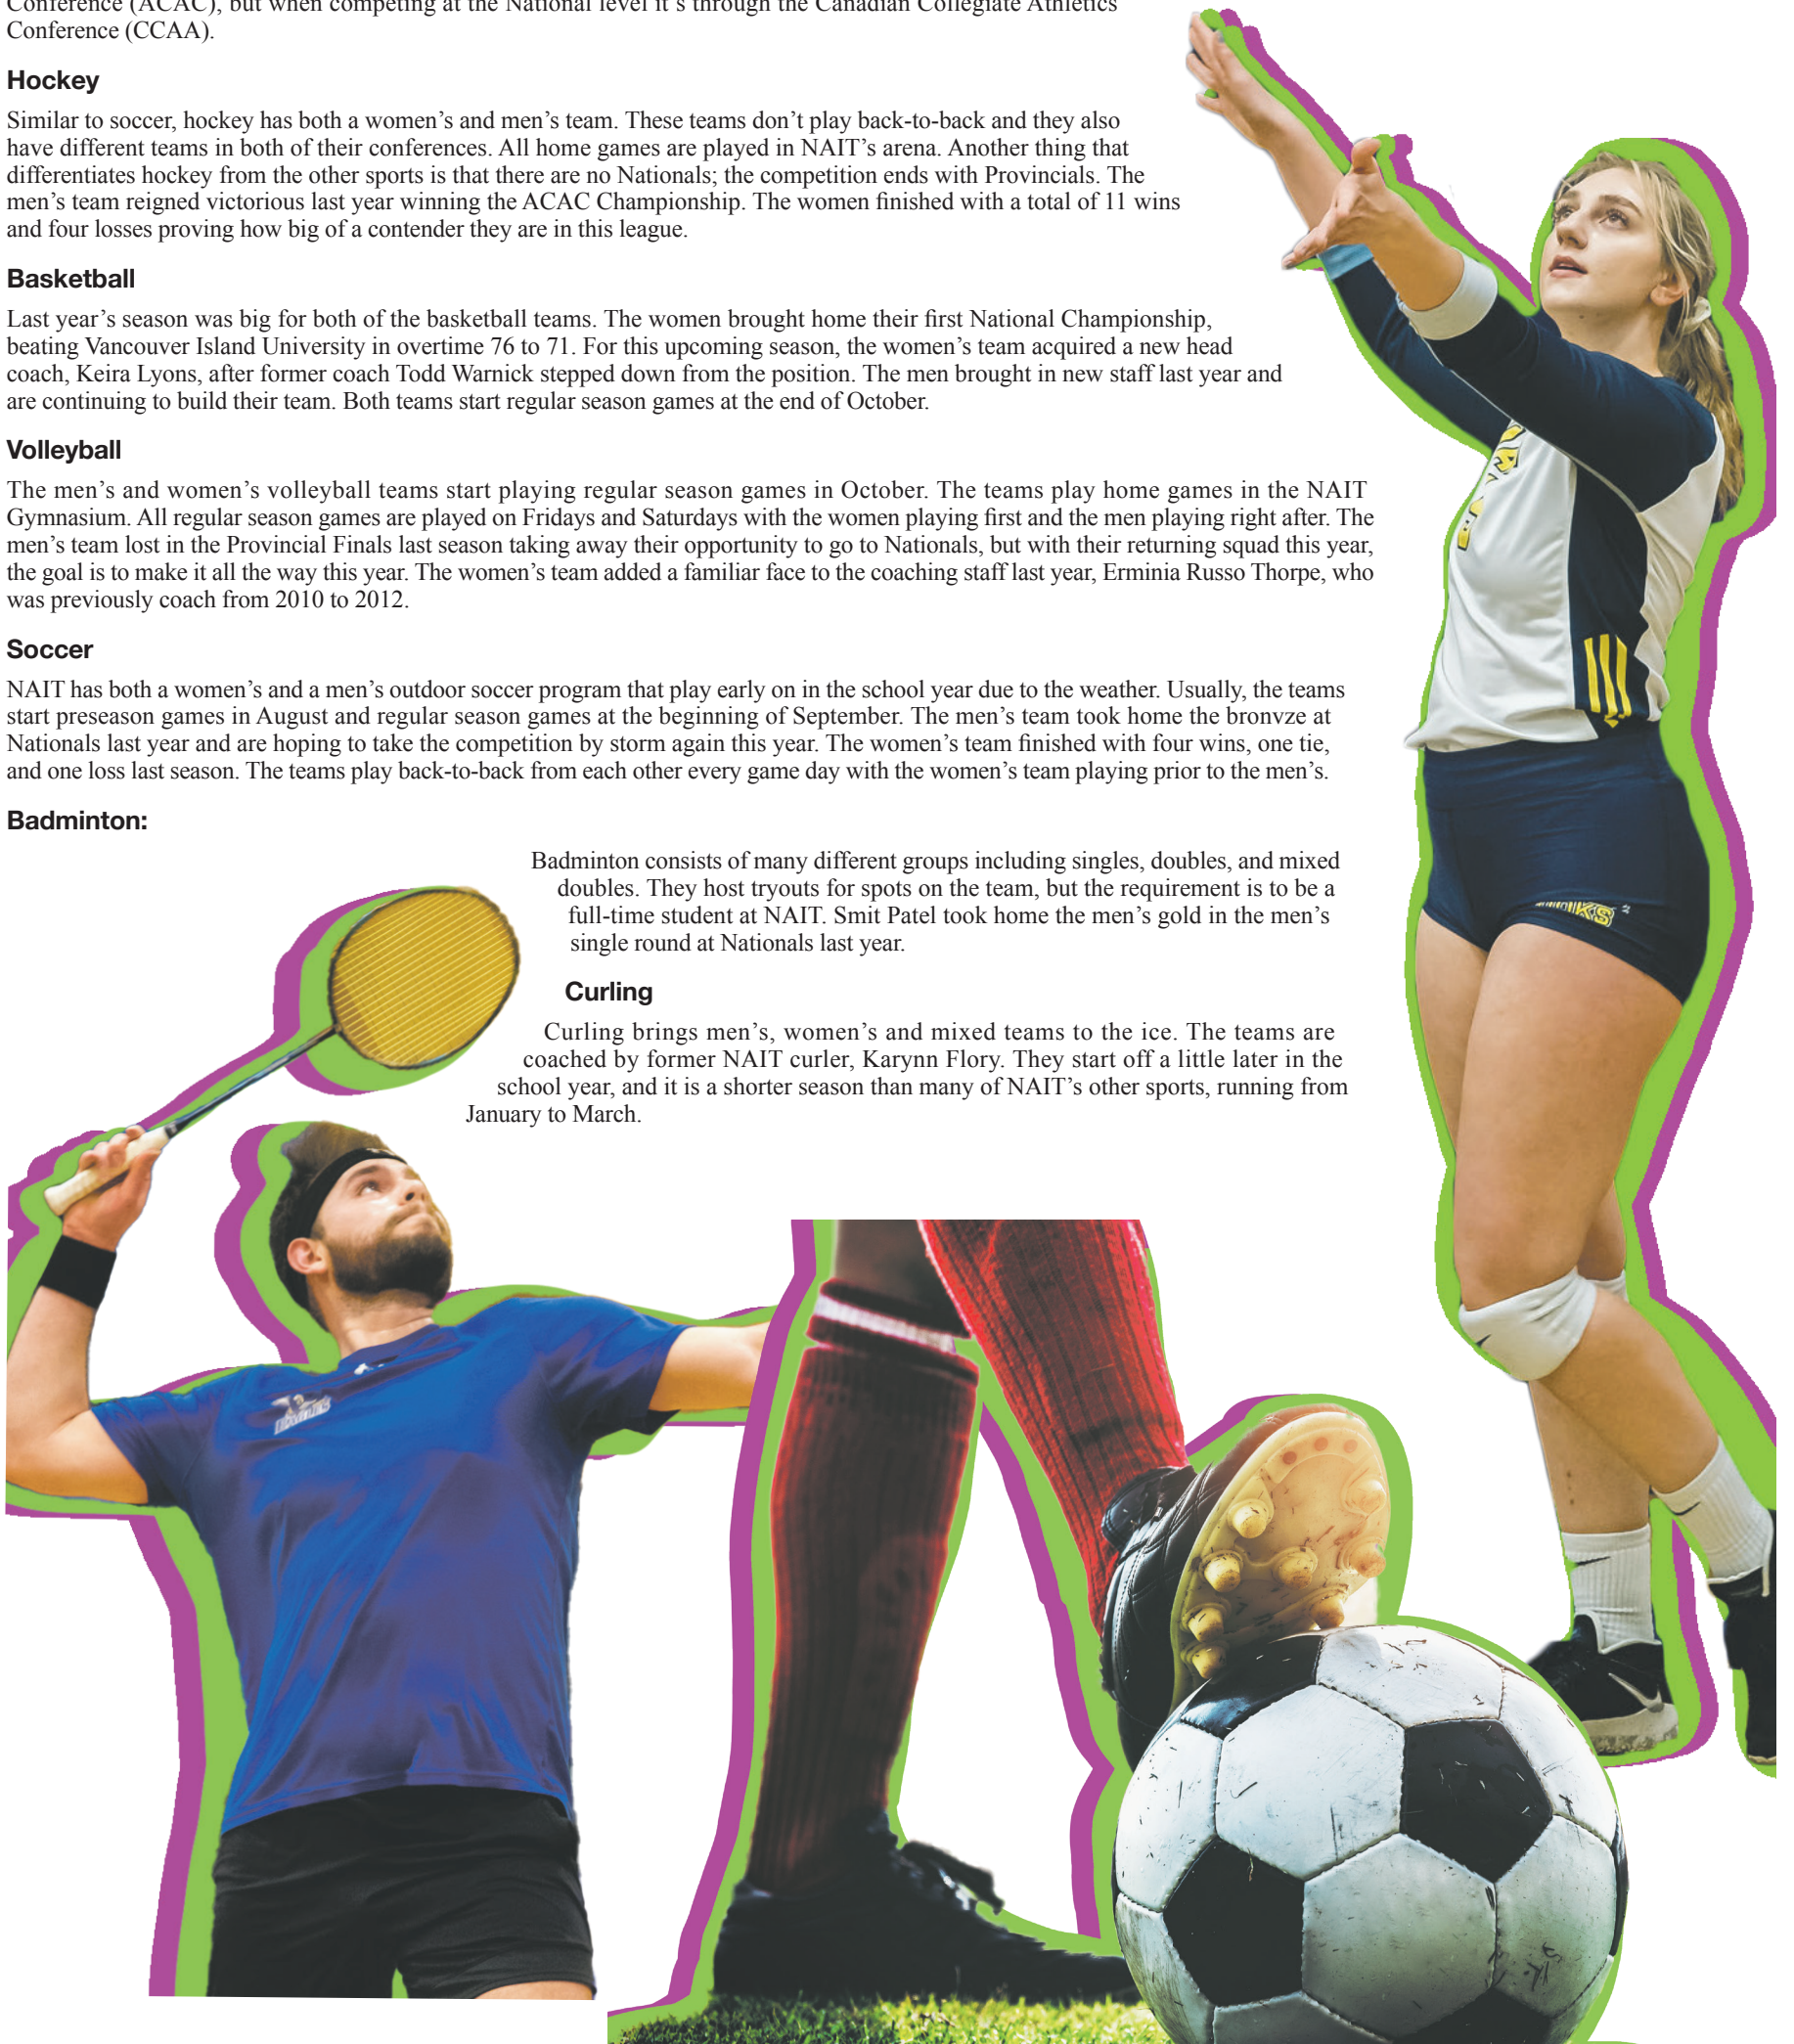 Conference (ACAC), but when competing at the National level it's through the Canadian Collegiate Athletics
Conference (CCAA).
Hockey
Similar to soccer, hockey has both a women's and men's team. These teams don't play back-to-back and they also
have different teams in both of their conferences. All home games are played in NAIT's arena. Another thing that
differentiates hockey from the other sports is that there are no Nationals; the competition ends with Provincials. The
men's team reigned victorious last year winning the ACAC Championship. The women finished with a total of 11 wins
and four losses proving how big of a contender they are in this league.
Basketball
Last year's season was big for both of the basketball teams. The women brought home their first National Championship,
beating Vancouver Island University in overtime 76 to 71. For this upcoming season, the women's team acquired a new head
coach, Keira Lyons, after former coach Todd Warnick stepped down from the position. The men brought in new staff last year and
are continuing to build their team. Both teams start regular season games at the end of October.
Volleyball
The men's and women's volleyball teams start playing regular season games in October. The teams play home games in the NAIT
Gymnasium. All regular season games are played on Fridays and Saturdays with the women playing first and the men playing right after. The
men's team lost in the Provincial Finals last season taking away their opportunity to go to Nationals, but with their returning squad this year,
the goal is to make it all the way this year. The women's team added a familiar face to the coaching staff last year, Erminia Russo Thorpe, who
was previously coach from 2010 to 2012.
Soccer
NAIT has both a women's and a men's outdoor soccer program that play early on in the school year due to the weather. Usually, the teams
start preseason games in August and regular season games at the beginning of September. The men's team took home the bronvze at
Nationals last year and are hoping to take the competition by storm again this year. The women's team finished with four wins, one tie,
and one loss last season. The teams play back-to-back from each other every game day with the women's team playing prior to the men's.
Badminton:
Badminton consists of many different groups including singles, doubles, and mixed
doubles. They host tryouts for spots on the team, but the requirement is to be a
full-time student at NAIT. Smit Patel took home the men's gold in the men's
single round at Nationals last year.
Curling
Curling brings men's, women's and mixed teams to the ice. The teams are
coached by former NAIT curler, Karynn Flory. They start off a little later in the
school year, and it is a shorter season than many of NAIT's other sports, running from
January to March.